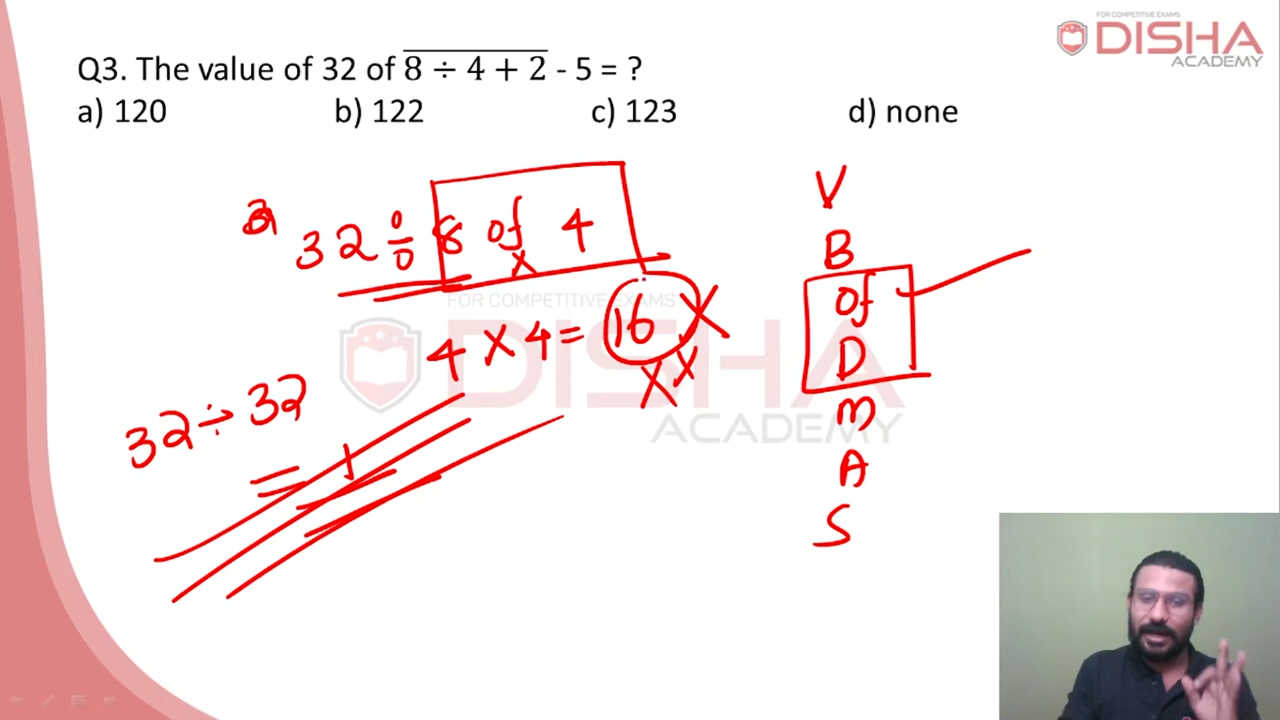 FOR COMPETITIVE EXAMS
DISHA
ACADEMY
Q3. The value of 32 of 8 ÷ 4 + 2 - 5 = ?
a) 120 b) 122 c) 123 d) none
32 ÷ 8 of 4
x
4 × 4 = 16 X
X X
32 ÷ 32
= 1
V
B
of
D
M
A
S
FOR COMPETITIVE EXAMS
DISHA
ACADEMY